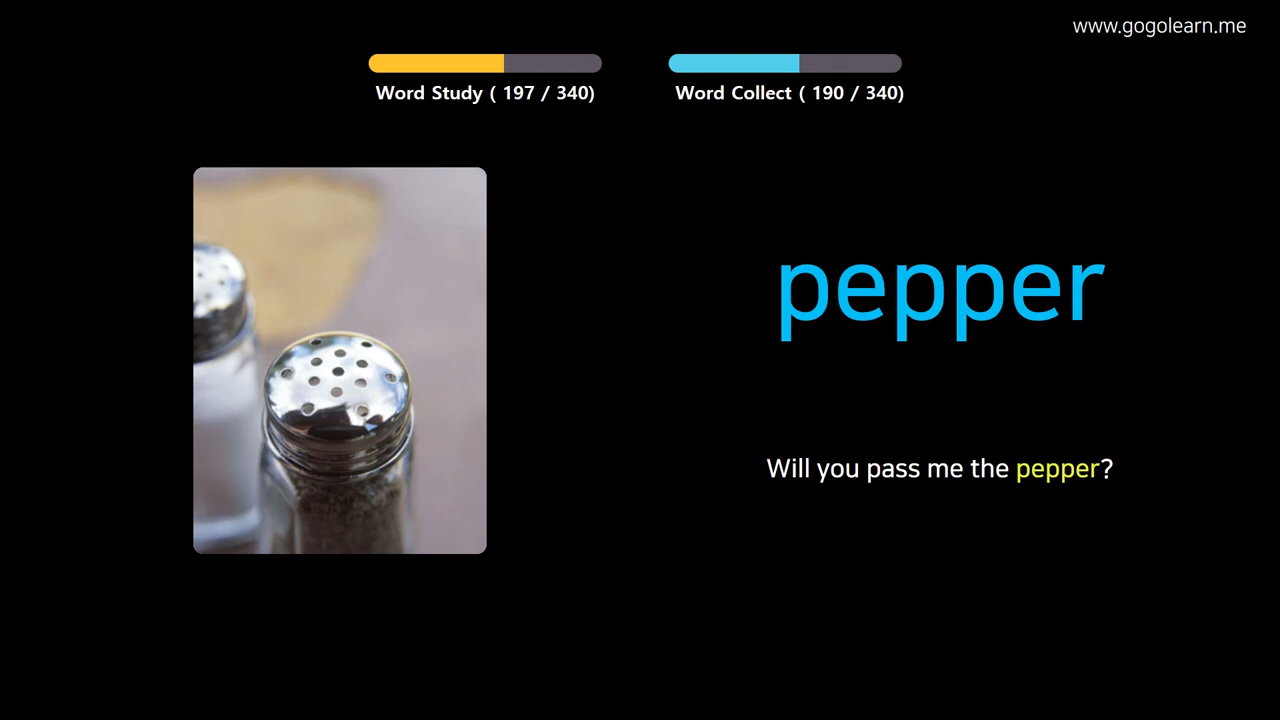 www.gogolearn.me
Word Study ( 197 / 340)
Word Collect ( 190 / 340)
pepper
Will you pass me the pepper?